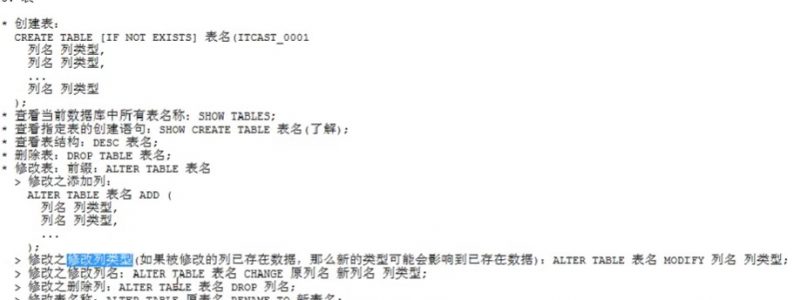 * 创建表：
CREATE TABLE [IF NOT EXISTS] 表名(ITCAST_0001
列名 列类型,
列名 列类型,
...
列名 列类型
);
* 查看当前数据库中所有表名称：SHOW TABLES;
* 查看指定表的创建语句：SHOW CREATE TABLE 表名(了解);
* 查看表结构：DESC 表名;
* 删除表：DROP TABLE 表名;
* 修改表：前缀：ALTER TABLE 表名
> 修改之添加列：
ALTER TABLE 表名 ADD (
列名 列类型,
列名 列类型,
...
);
> 修改之修改列类型(如果被修改的列已存在数据，那么新的类型可能会影响到已存在数据)：ALTER TABLE 表名 MODIFY 列名 列类型;
> 修改之修改列名：ALTER TABLE 表名 CHANGE 原列名 新列名 列类型;
> 修改之删除列：ALTER TABLE 表名 DROP 列名;
> 修改表名称：ALTER TABLE 原表名 RENAME TO 新表名;